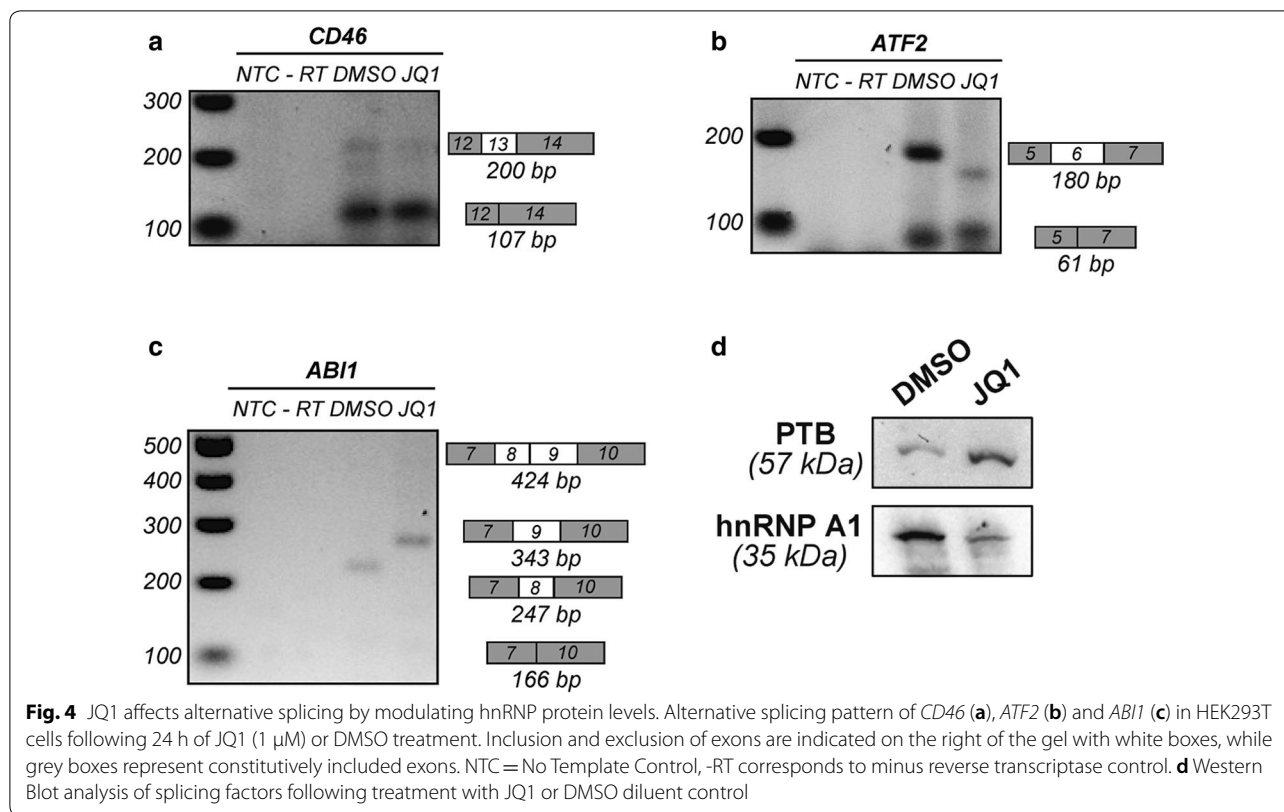 a
CD46
NTC - RT DMSO JQ1
300
200
100
12 13 14
200 bp
12 14
107 bp
b
ATF2
NTC - RT DMSO JQ1
200
100
5 6 7
180 bp
5 7
61 bp
c
ABI1
NTC - RT DMSO JQ1
500
400
300
200
100
7 8 9 10
424 bp
7 9 10
343 bp
7 8 10
247 bp
7 10
166 bp
d
DMSO JQ1
PTB
(57 kDa)
hnRNP A1
(35 kDa)
Fig. 4 JQ1 affects alternative splicing by modulating hnRNP protein levels. Alternative splicing pattern of CD46 (a), ATF2 (b) and ABI1 (c) in HEK293T
cells following 24 h of JQ1 (1 µM) or DMSO treatment. Inclusion and exclusion of exons are indicated on the right of the gel with white boxes, while
grey boxes represent constitutively included exons. NTC = No Template Control, -RT corresponds to minus reverse transcriptase control. d Western
Blot analysis of splicing factors following treatment with JQ1 or DMSO diluent control